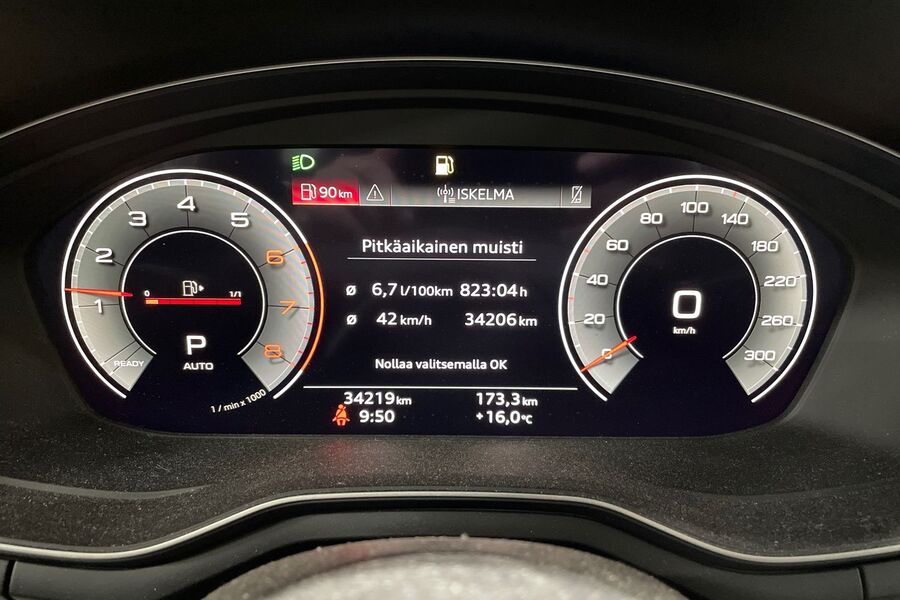 90 km
ISKELMA
Pitkäaikainen muisti
ø 6,7 l/100km 823:04 h
ø 42 km/h 34206 km
Nollaa valitsemalla OK
34219 km 173,3 km
9:50 +16,0 °C
READY
1
2
3
4
5
6
7
8
0 1/1
P
AUTO
1 / min x 1000
0
20
40
60
80
100
140
180
220
260
300
0
km/h